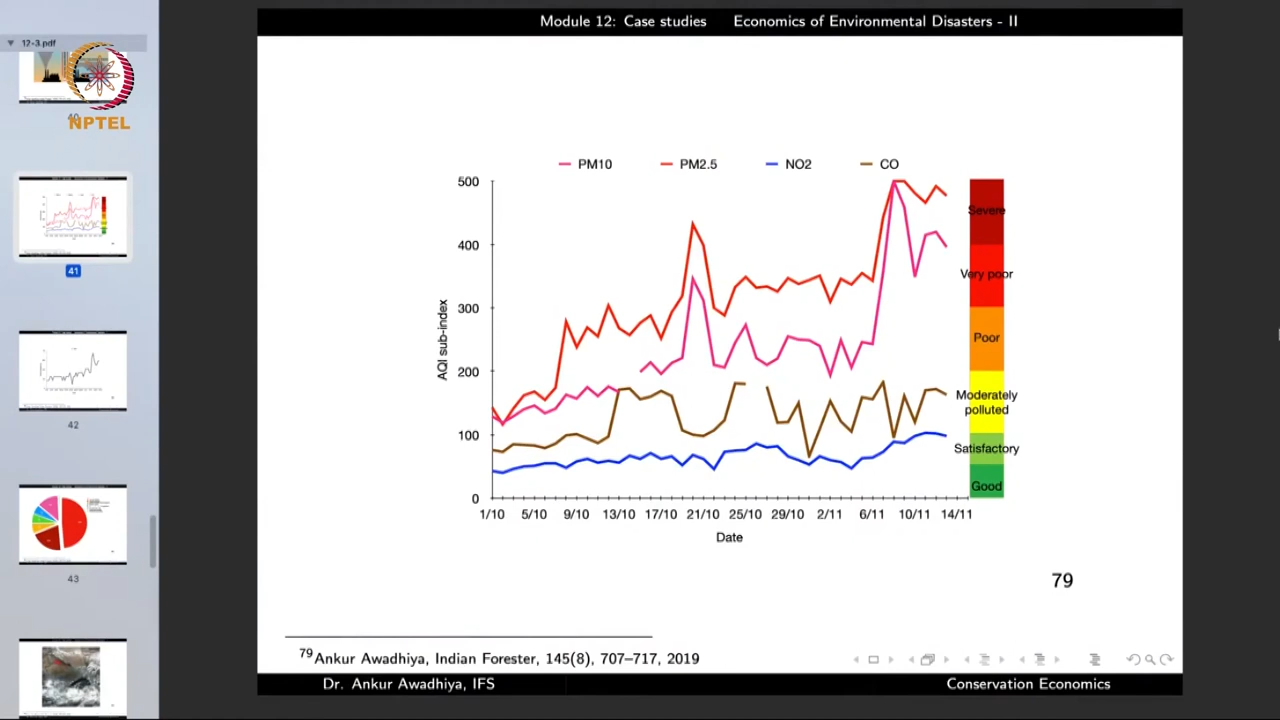 Module 12: Case studies Economics of Environmental Disasters - II
12-3.pdf
40
NPTEL
41
42
43
PM10 PM2.5 NO2 CO
500
400
300
200
100
0
AQI sub-index
1/10 5/10 9/10 13/10 17/10 21/10 25/10 29/10 2/11 6/11 10/11 14/11
Date
Severe
Very poor
Poor
Moderately
polluted
Satisfactory
Good
79
79Ankur Awadhiya, Indian Forester, 145(8), 707–717, 2019
Dr. Ankur Awadhiya, IFS Conservation Economics